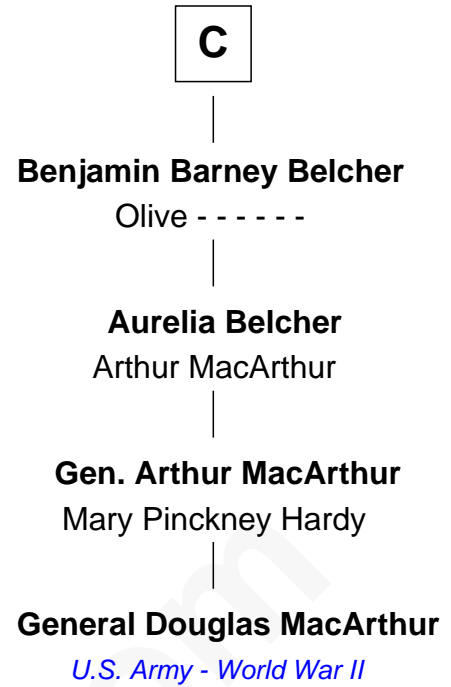 C
Benjamin Barney Belcher
Olive - - - - - -
Aurelia Belcher
Arthur MacArthur
Gen. Arthur MacArthur
Mary Pinckney Hardy
General Douglas MacArthur
U.S. Army - World War II